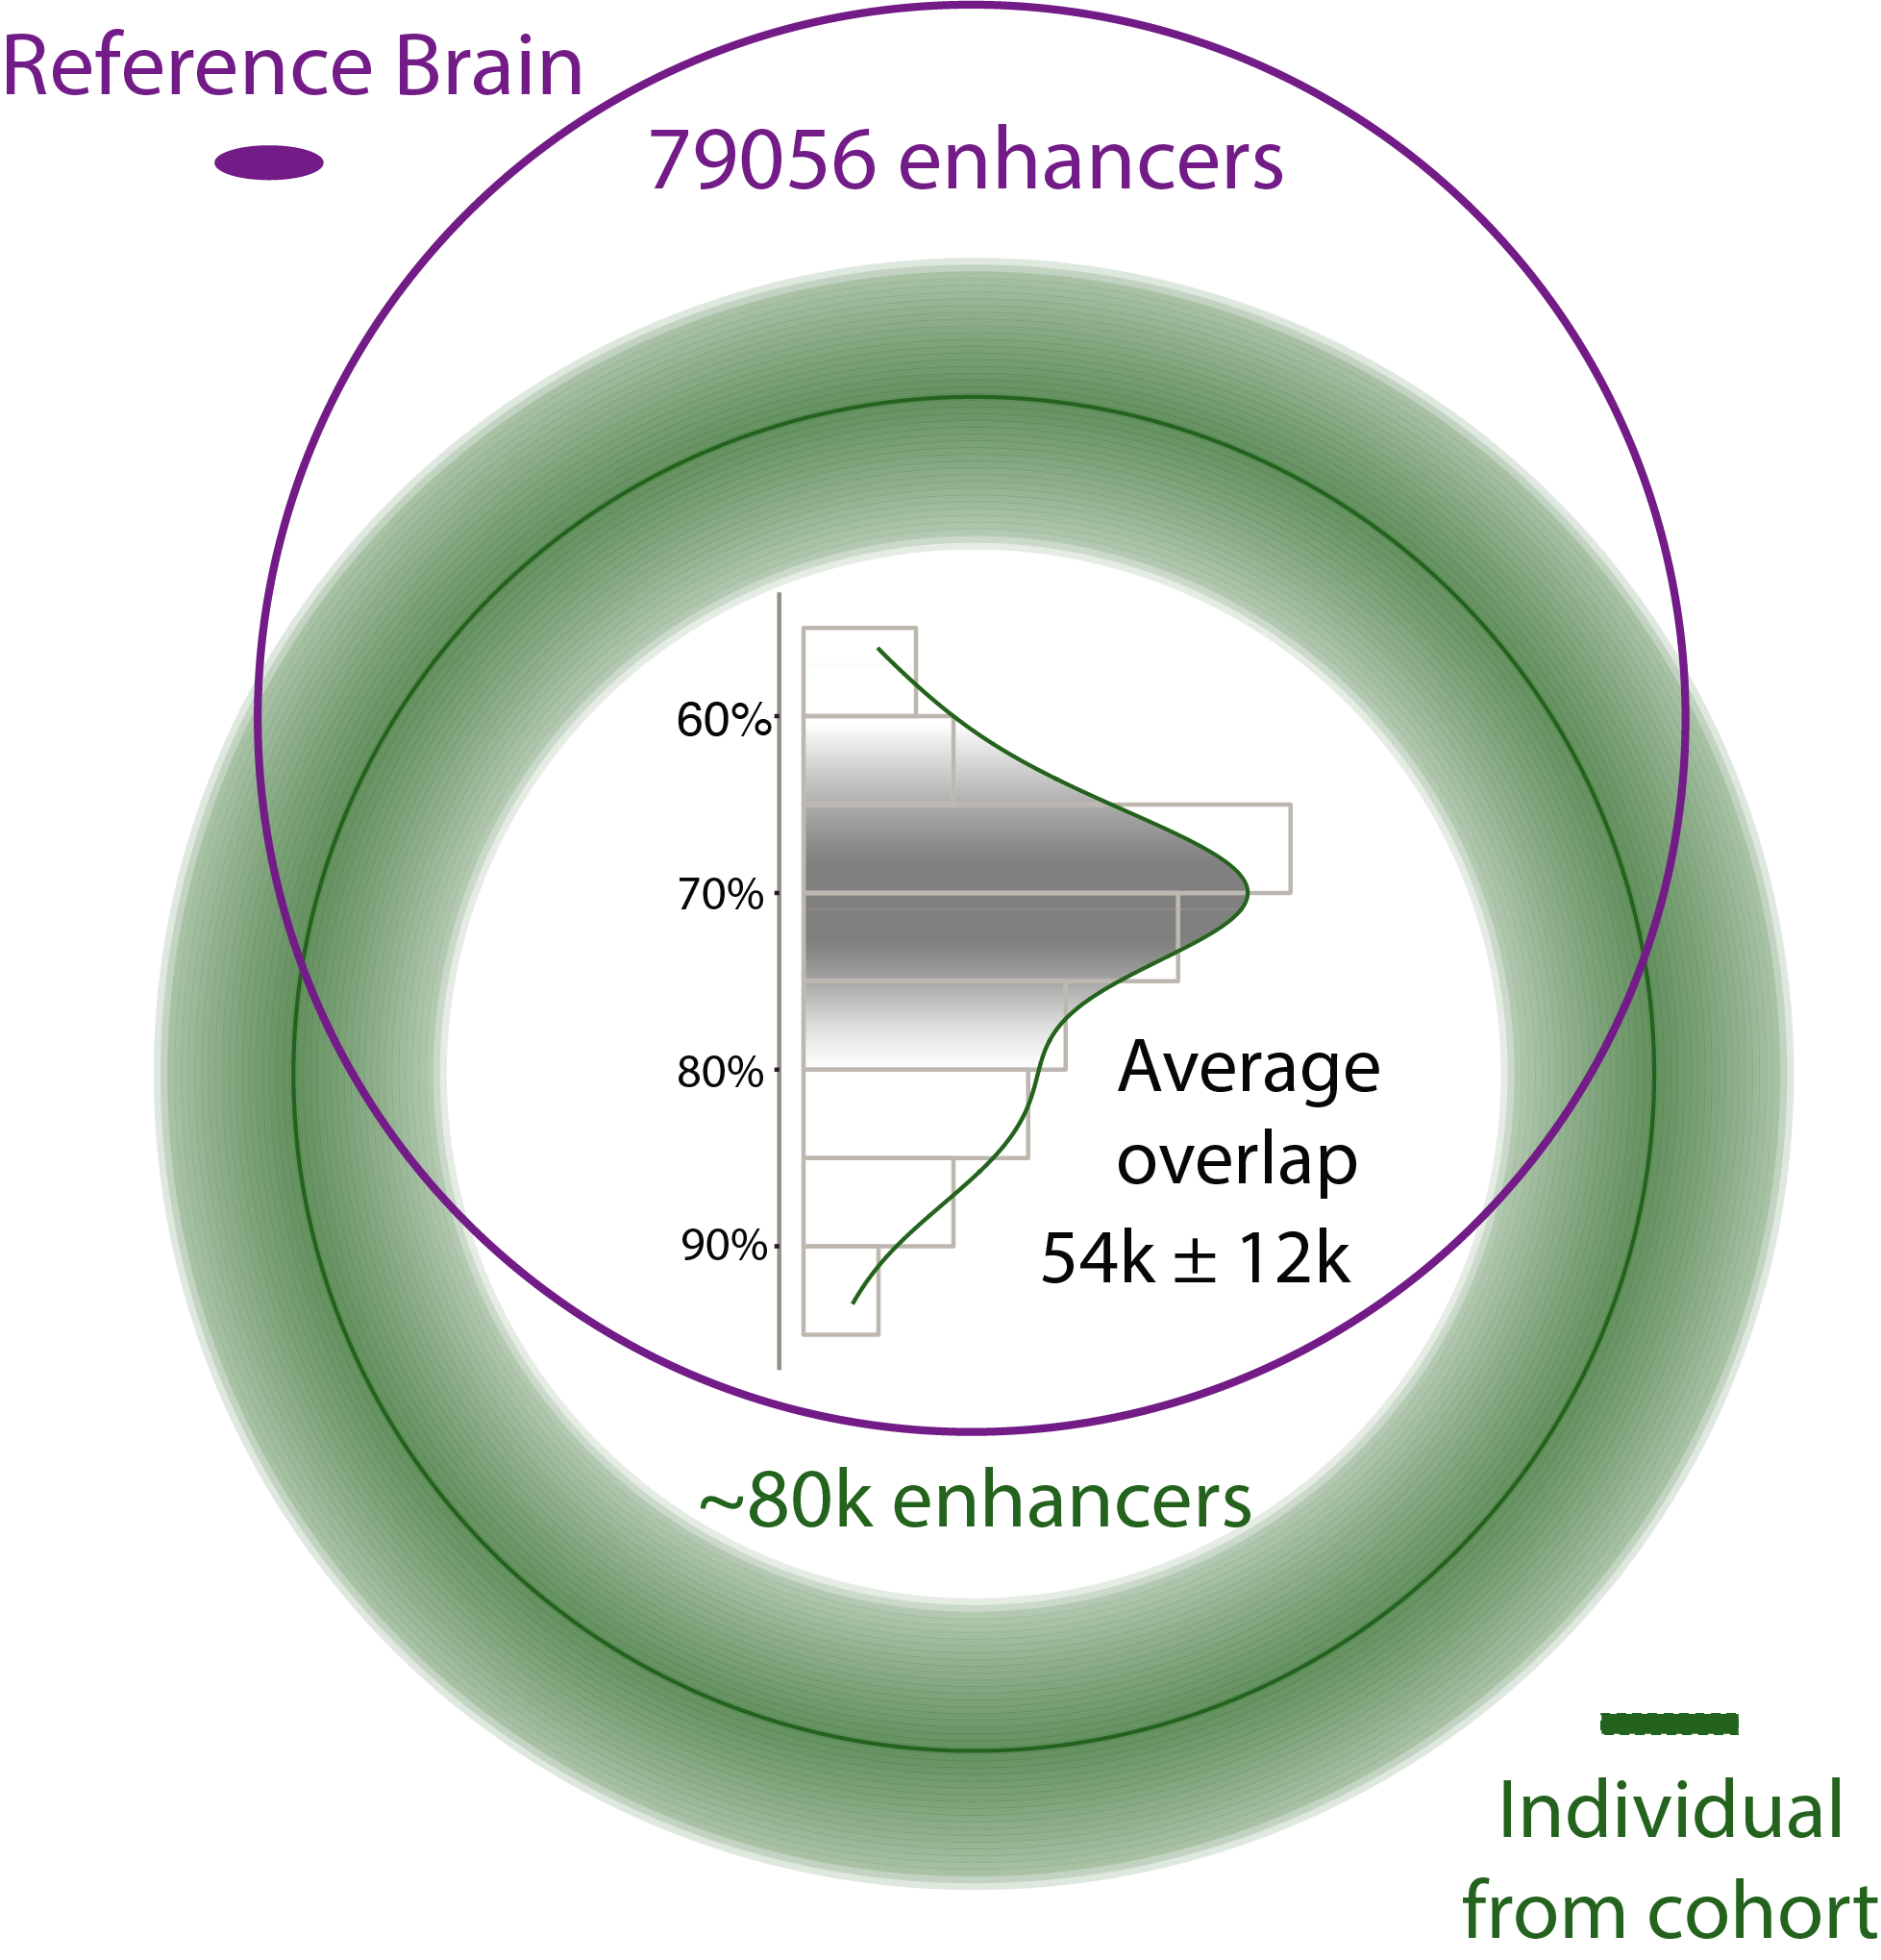 Reference Brain
79056 enhancers
60%
70%
80%
90%
Average
overlap
54k ± 12k
~80k enhancers
Individual
from cohort